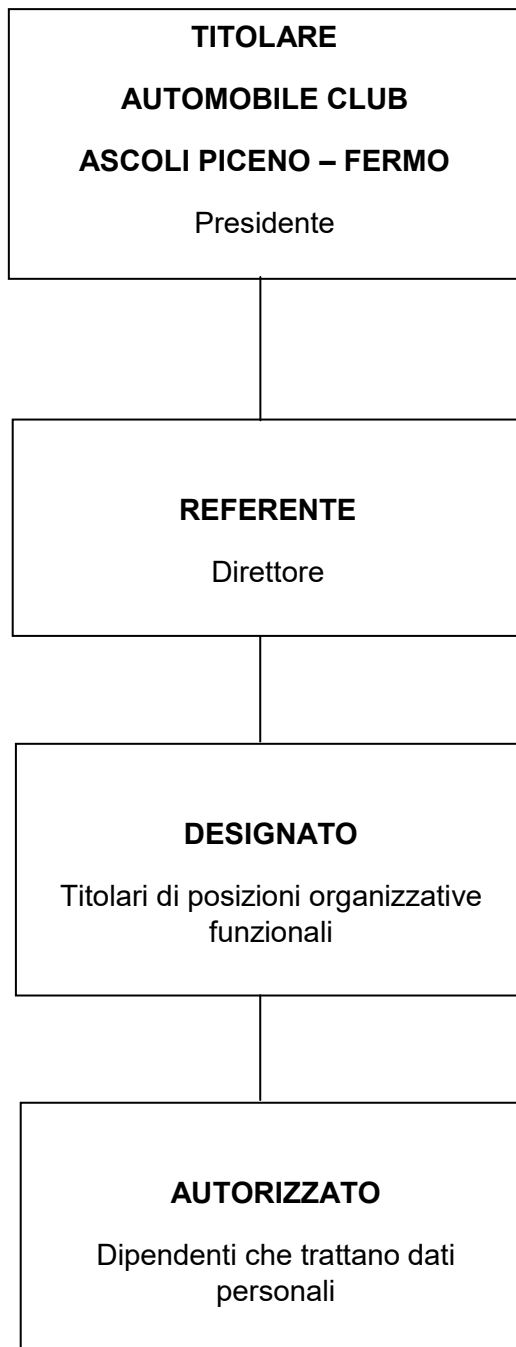 TITOLARE
AUTOMOBILE CLUB
ASCOLI PICENO – FERMO
Presidente
REFERENTE
Direttore
DESIGNATO
Titolari di posizioni organizzative
funzionali
AUTORIZZATO
Dipendenti che trattano dati
personali